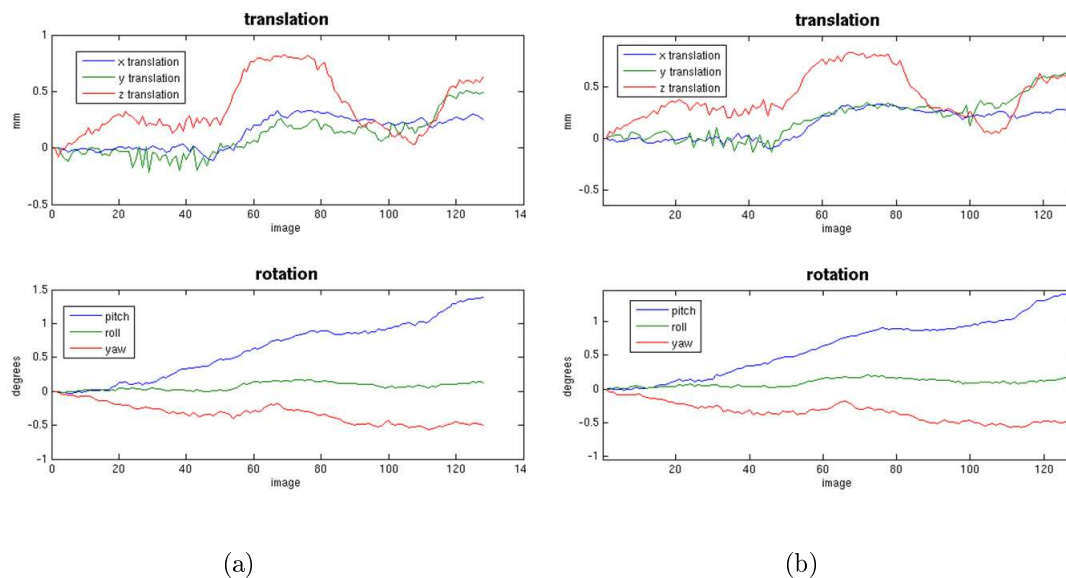 translation
1
0.5
0
-0.5
mm
x translation
y translation
z translation
0 20 40 60 80 100 120 14
image
translation
0.5
0
-0.5
mm
x translation
y translation
z translation
20 40 60 80 100 120
image
rotation
1.5
1
0.5
0
-0.5
-1
degrees
pitch
roll
yaw
0 20 40 60 80 100 120 14
image
rotation
1
0.5
0
-0.5
-1
degrees
pitch
roll
yaw
20 40 60 80 100 120
image
(a)
(b)